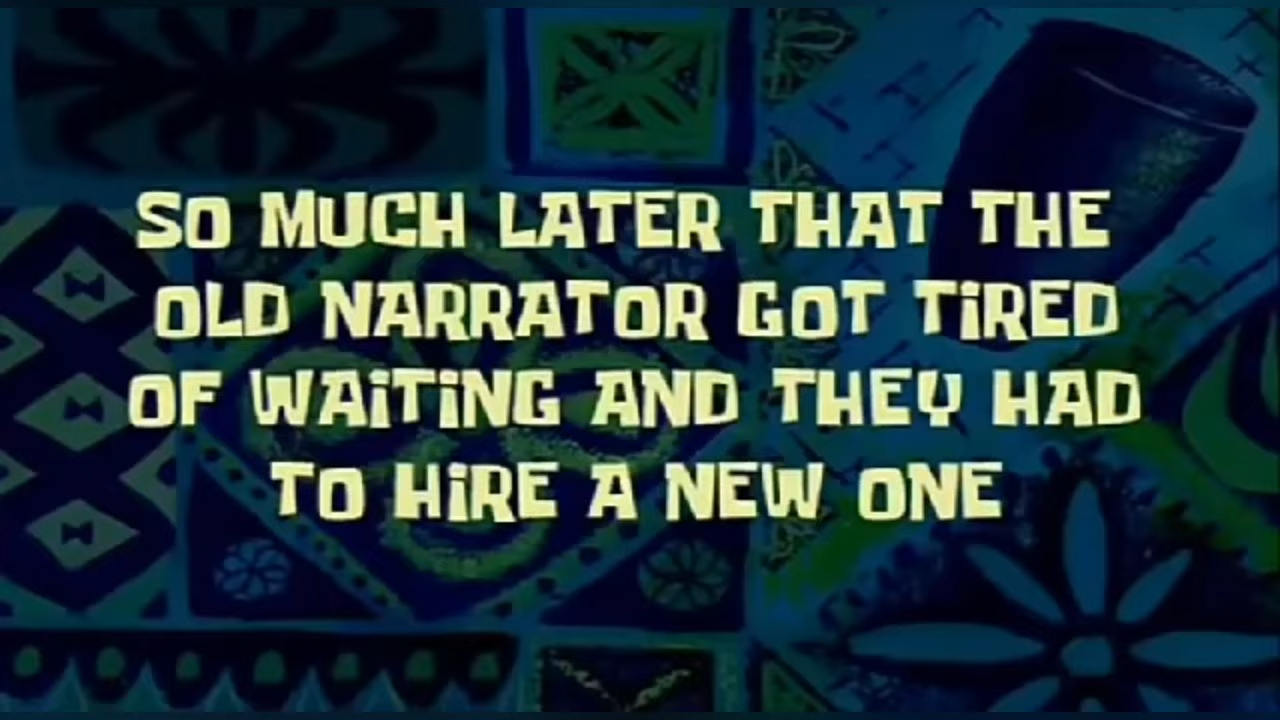 SO MUCH LATER THAT THE
OLD NARRATOR GOT TiRED
OF WAiTiNG AND THEY HAD
TO HiRE A NEW ONE